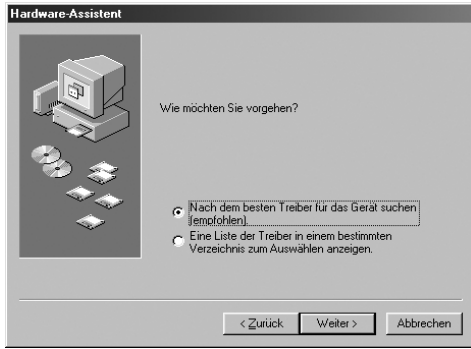 Hardware-Assistent
Wie möchten Sie vorgehen?
Nach dem besten Treiber für das Gerät suchen
(empfohlen).
Eine Liste der Treiber in einem bestimmten
Verzeichnis zum Auswählen anzeigen.
< Zurück Weiter > Abbrechen